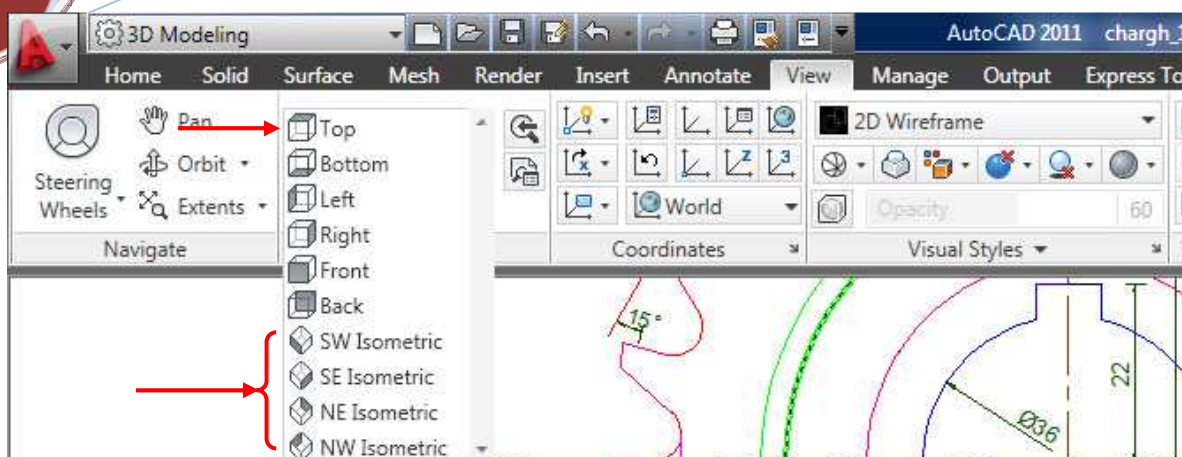 3D Modeling
AutoCAD 2011 chargh_1
Home Solid Surface Mesh Render Insert Annotate View Manage Output Express To
Pan
Orbit
Extents
Steering
Wheels
Navigate
Top
Bottom
Left
Right
Front
Back
SW Isometric
SE Isometric
NE Isometric
NW Isometric
World
Coordinates
2D Wireframe
Opacity 60
Visual Styles
15°
22
Ø36